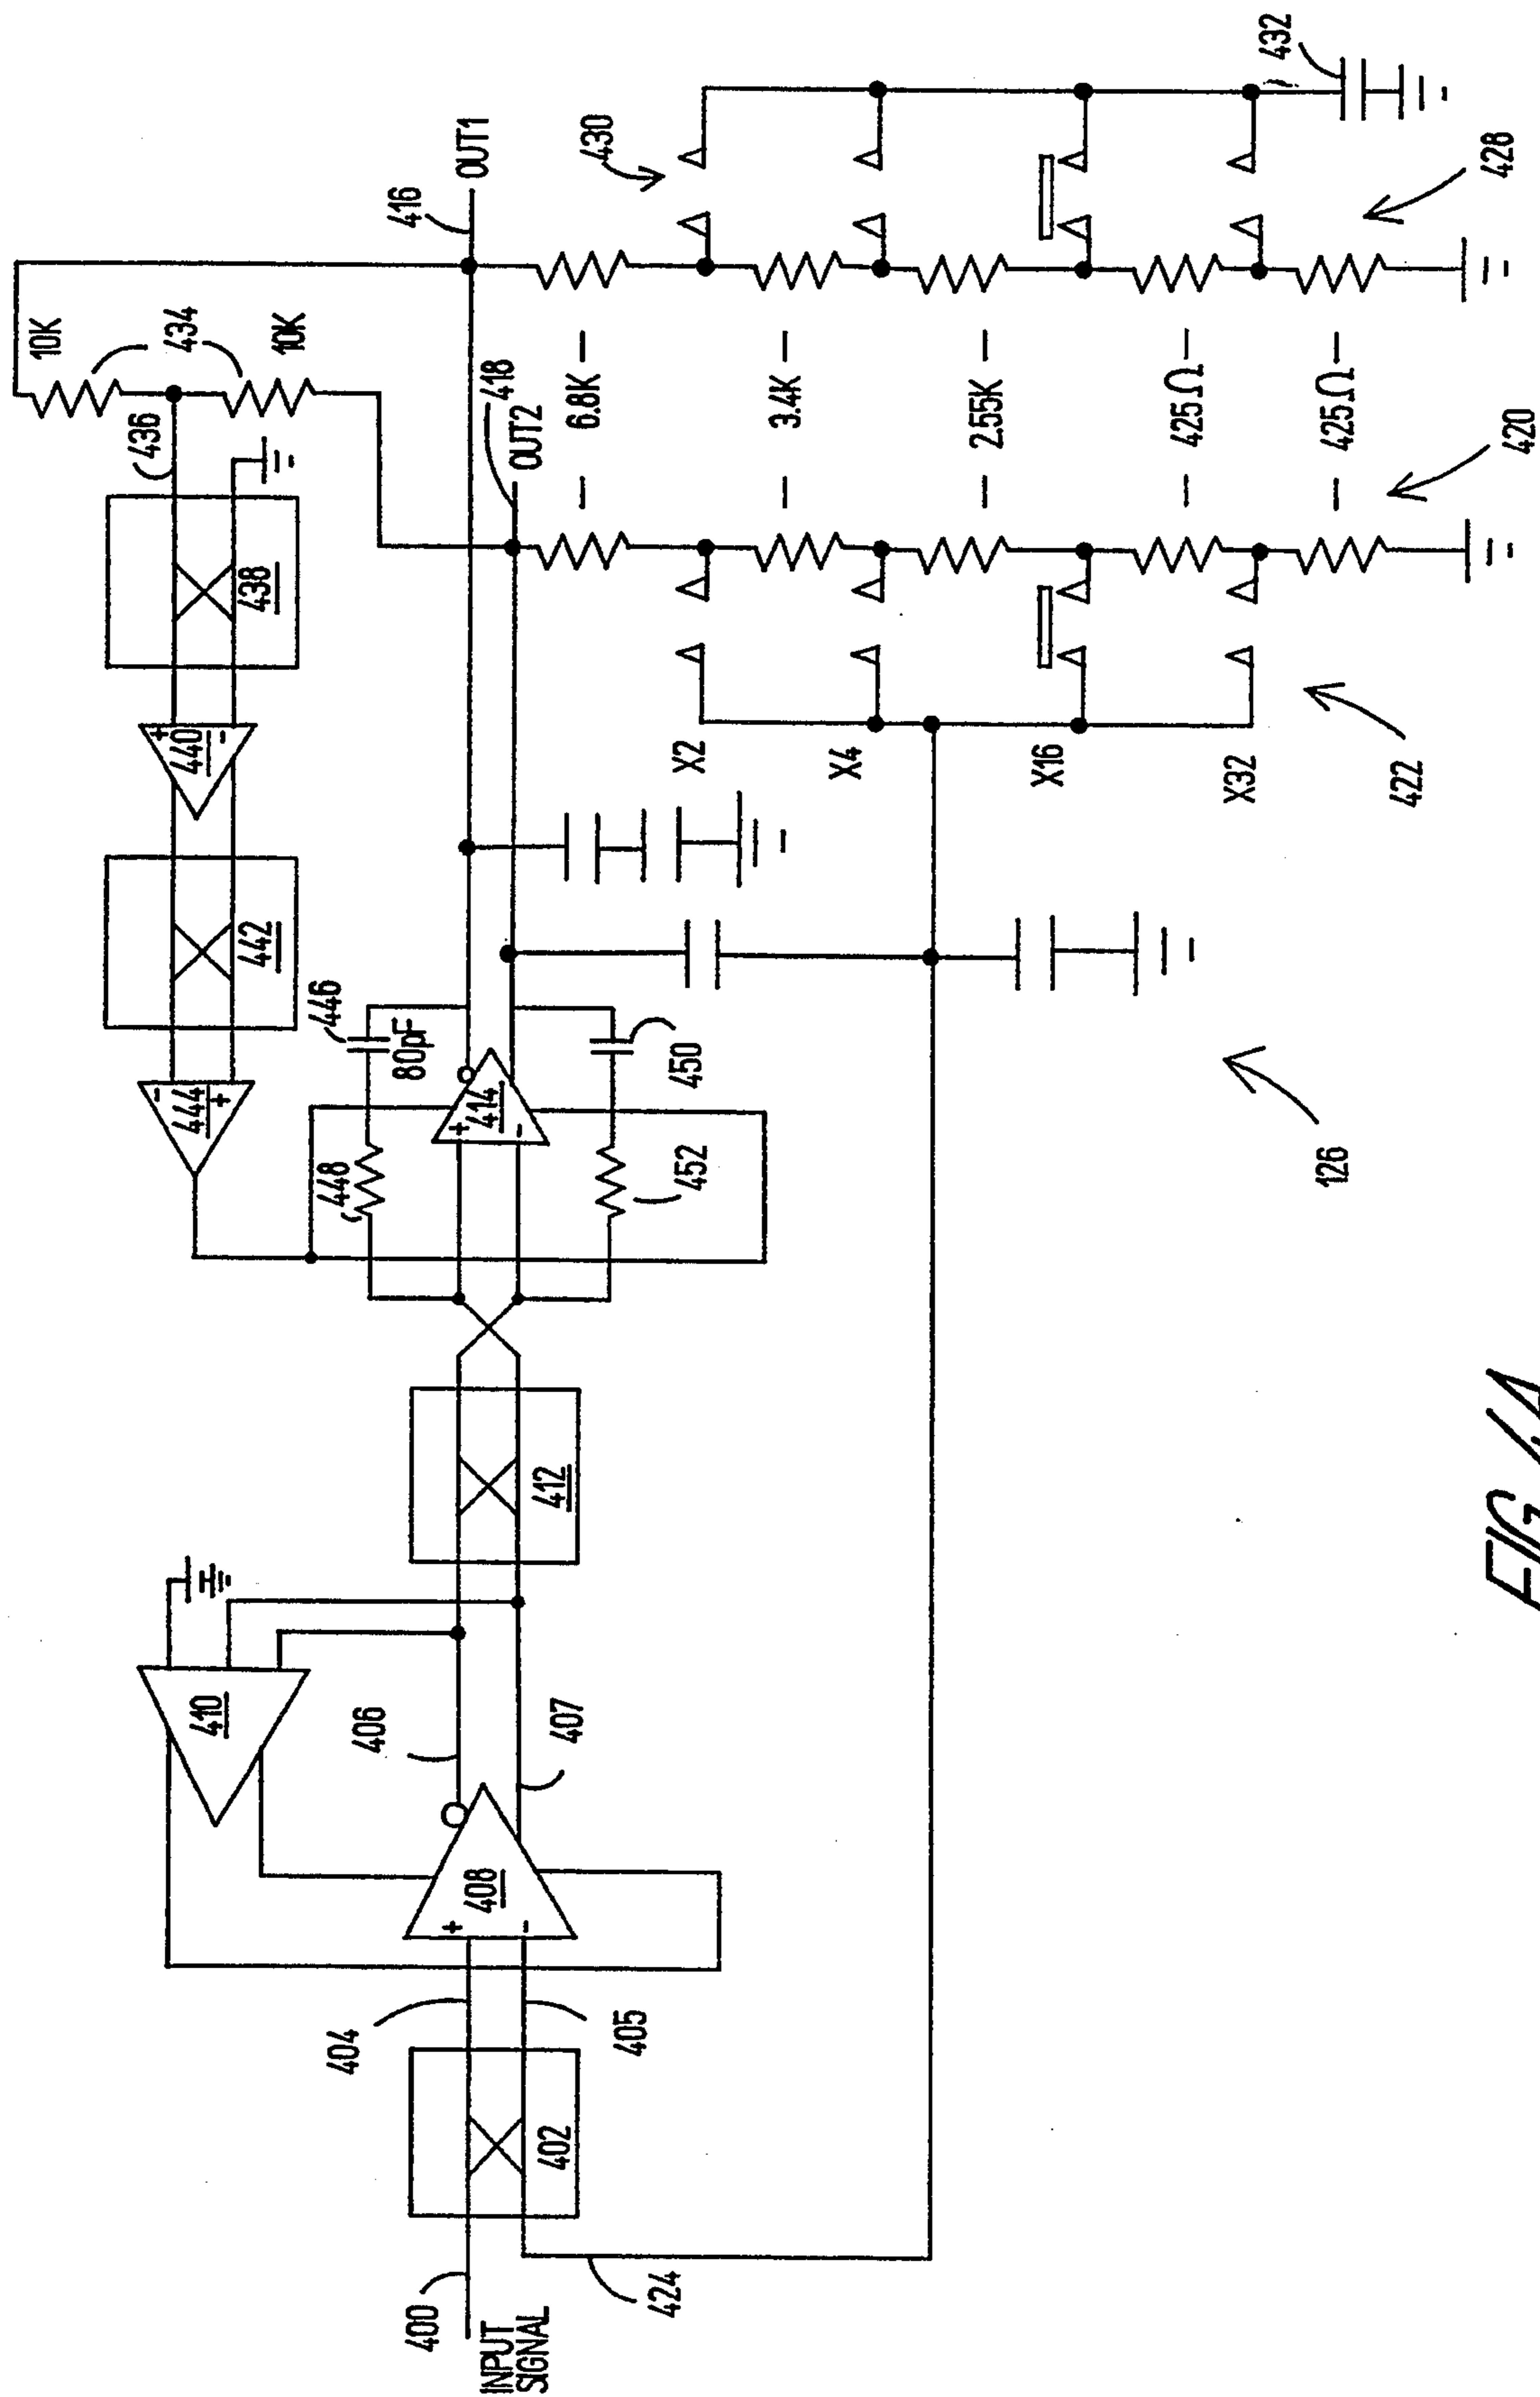 10K
434
10K
436
438
440
+
-
442
444
-
+
416
OUT1
418
OUT2
430
432
6.8K
3.4K
2.55K
425Ω
425Ω
428
420
X2
X4
X16
X32
422
446
80pF
448
414
+
-
450
452
126
412
410
406
407
408
+
-
404
405
402
400
INPUT
SIGNAL
424
FIG. 4A